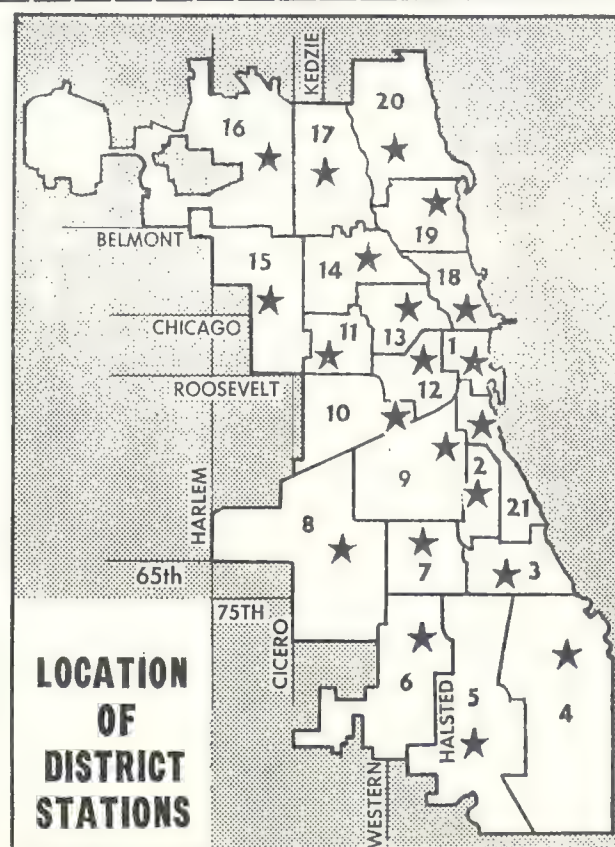 KEDZIE
20
16
17
19
BELMONT
15
14
18
CHICAGO
11
13
1
ROOSEVELT
12
10
9
2
HARLEM
8
21
65th
7
3
75TH
CICERO
LOCATION
OF
DISTRICT
STATIONS
6
HALSTED
5
4
WESTERN